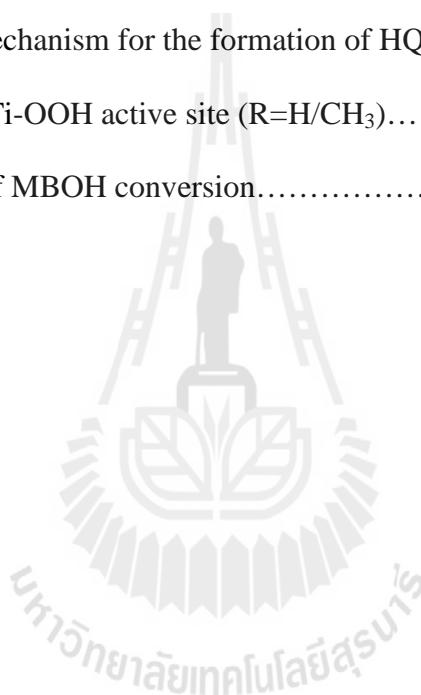 echanism for the formation of HQ
Ti-OOH active site (R=H/CH₃)…
f MBOH conversion………………
มหาวิทยาลัยเทคโนโลยีสุรนารี